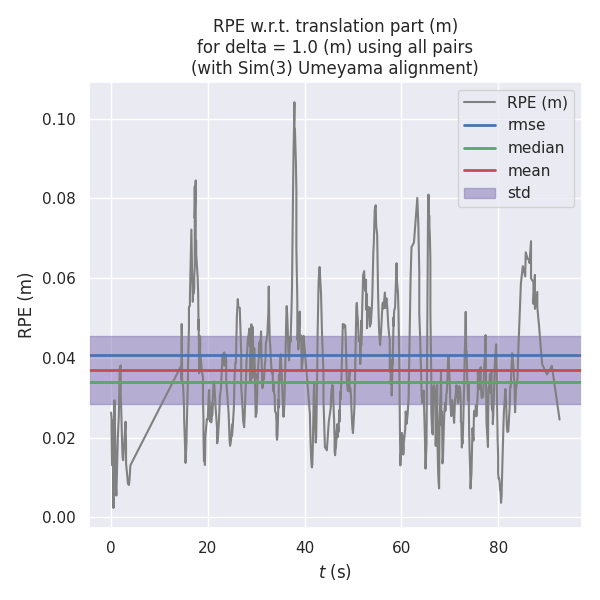 RPE w.r.t. translation part (m)
for delta = 1.0 (m) using all pairs
(with Sim(3) Umeyama alignment)
RPE (m)
rmse
median
mean
std
0.10
0.08
0.06
0.04
0.02
0.00
RPE (m)
0
20
40
60
80
t (s)